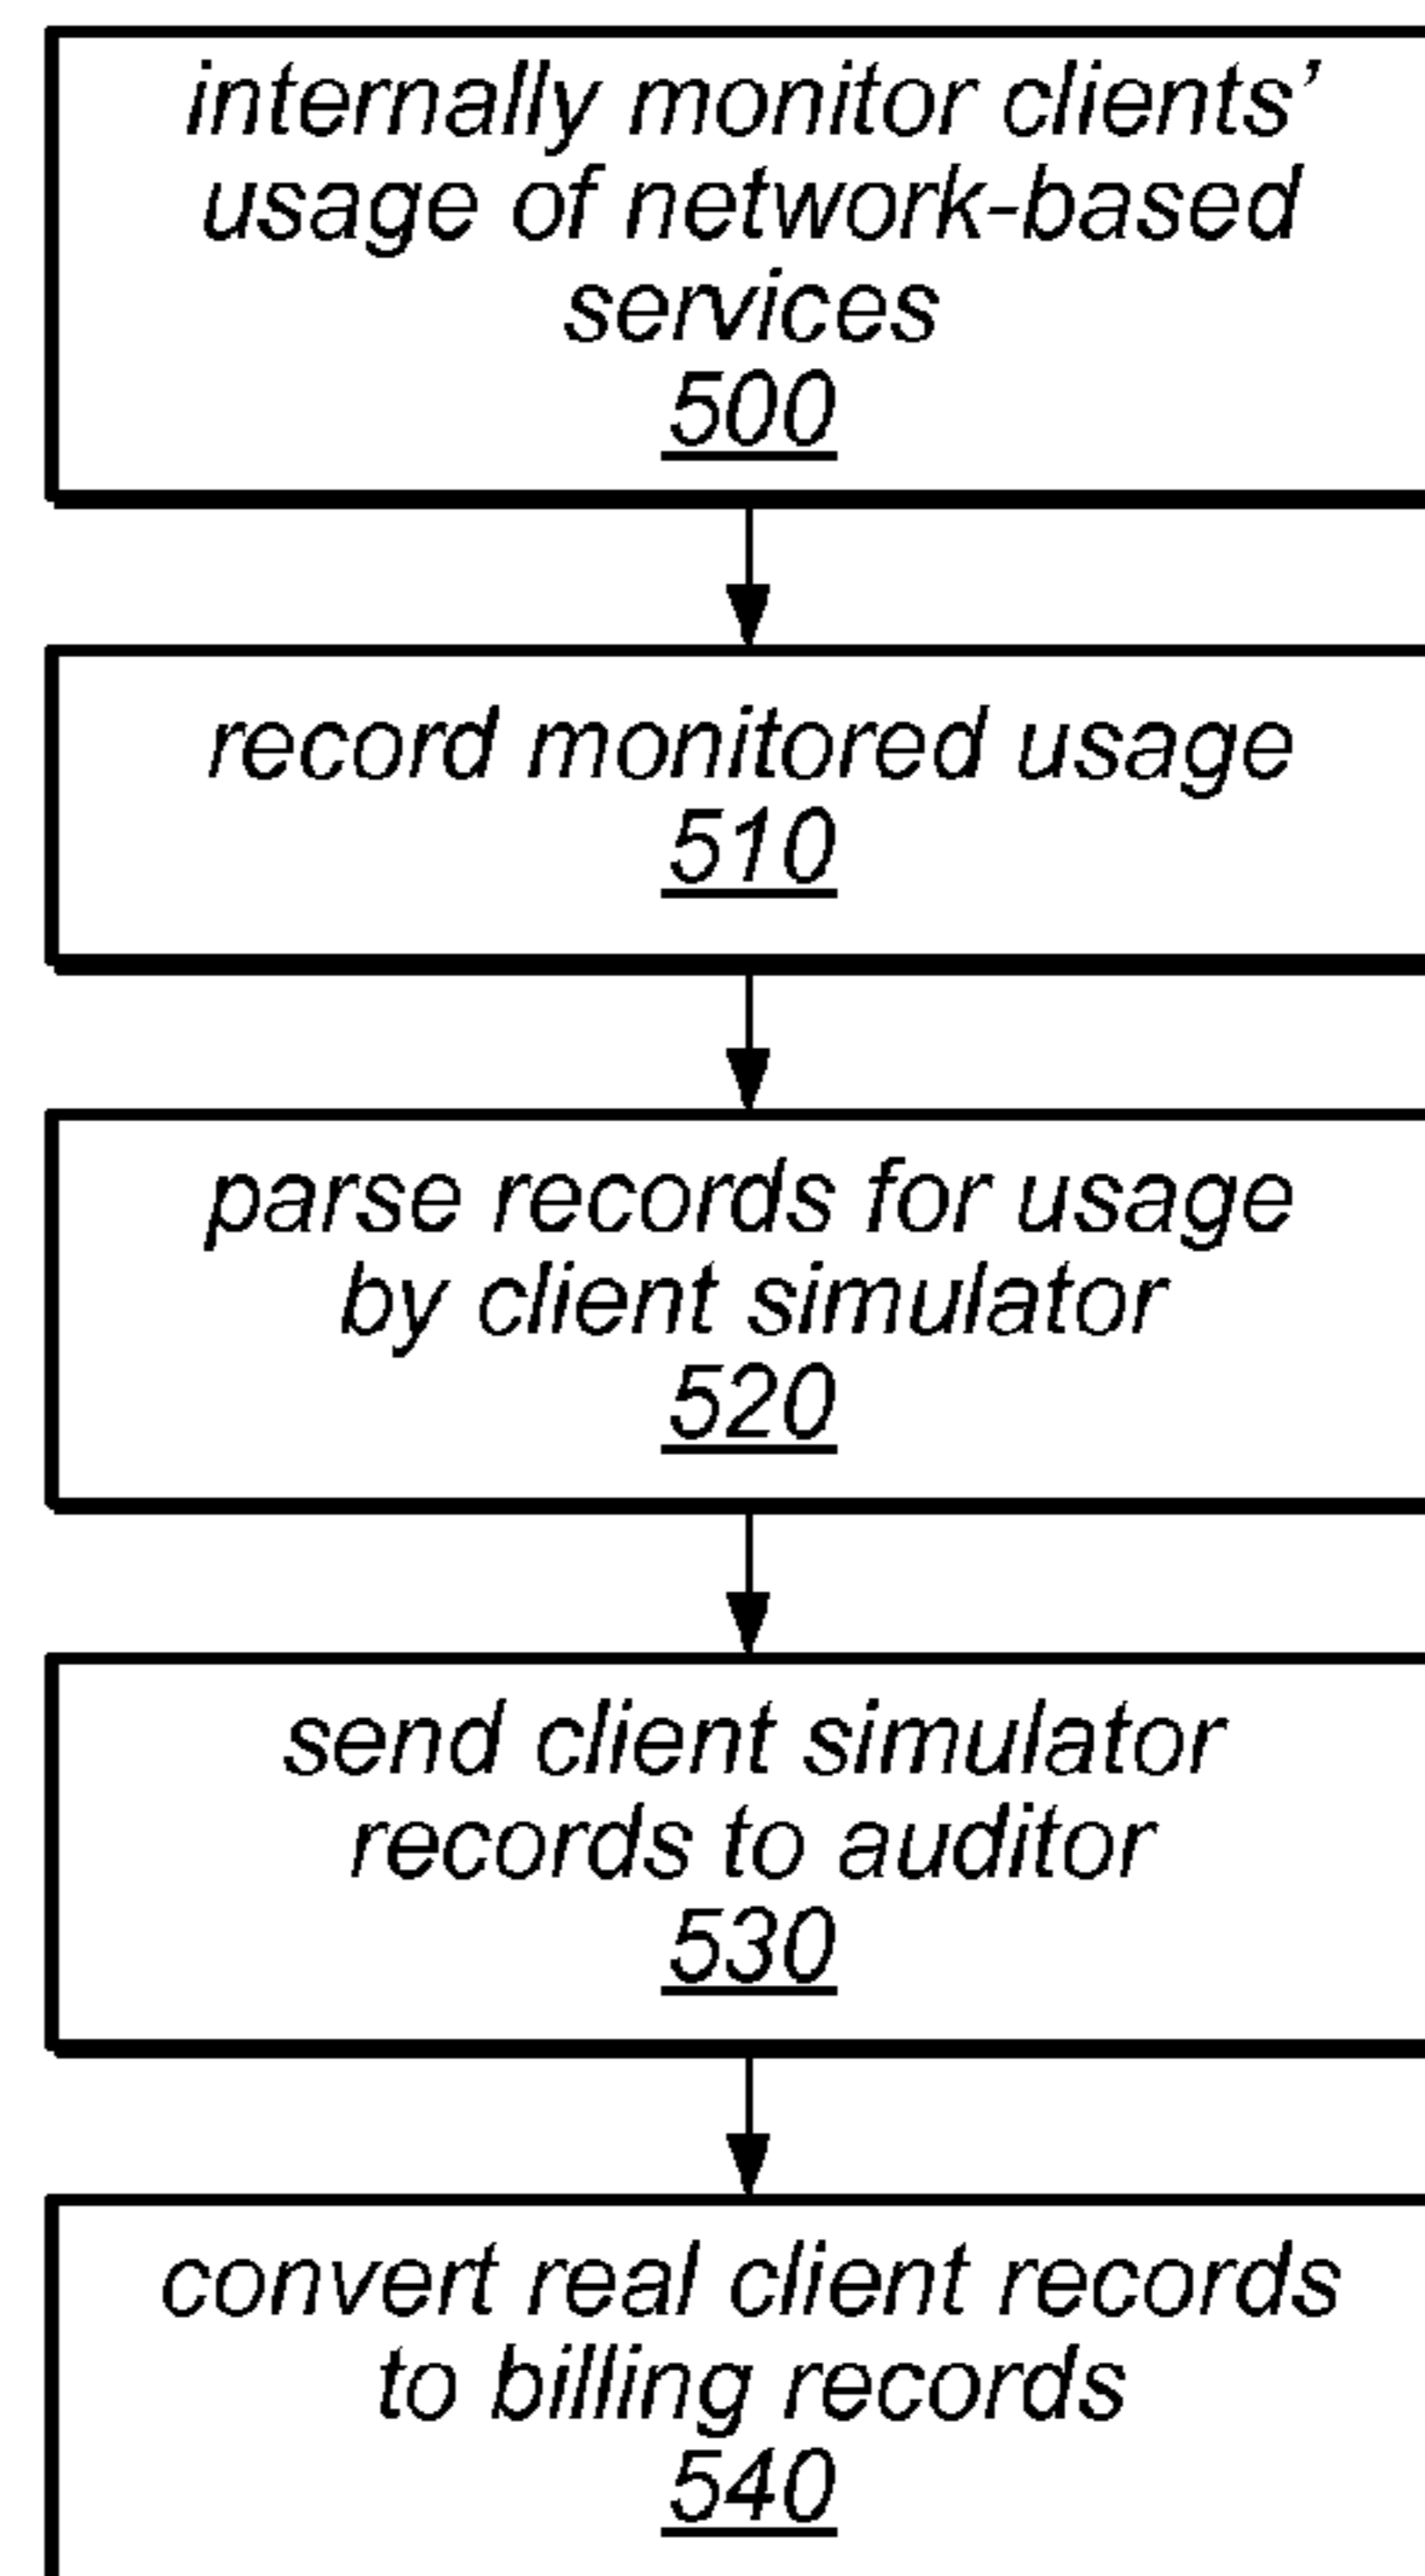 internally monitor clients’
usage of network-based
services
500
record monitored usage
510
parse records for usage
by client simulator
520
send client simulator
records to auditor
530
convert real client records
to billing records
540